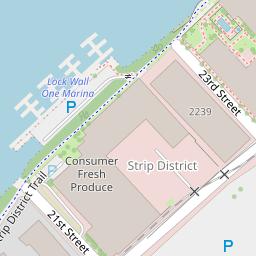 Lock Wall
One Marina
P
23rd Street
2239
P
Consumer
Fresh
Produce
Strip District
Strip District Trail
21st Street
P